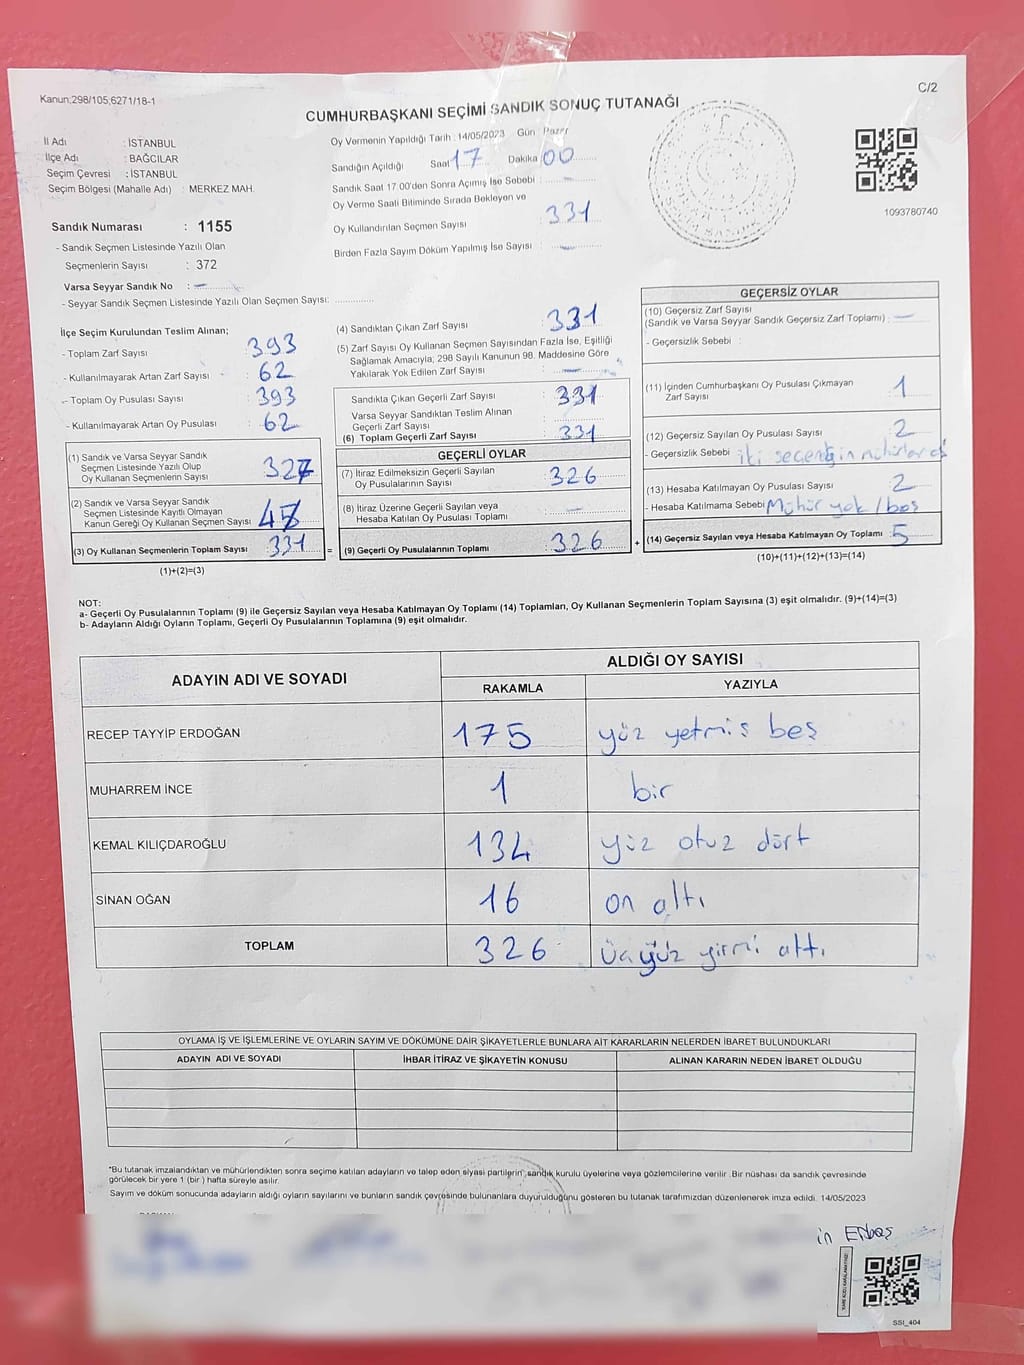 Kanun;298/105,6271/18-1
C/2
CUMHURBAŞKANI SEÇİMİ SANDIK SONUÇ TUTANAĞI
İl Adı : İSTANBUL
İlçe Adı : BAĞCILAR
Seçim Çevresi : İSTANBUL
Seçim Bölgesi (Mahalle Adı) : MERKEZ MAH.
Oy Vermenin Yapıldığı Tarih : 14/05/2023 Gün : Pazar
Sandığın Açıldığı Saat 17 Dakika 00
Sandık Saat 17.00'den Sonra Açımış İse Sebebi : —
Oy Verme Saati Bitiminde Sırada Bekleyen ve
Oy Kullandırılan Seçmen Sayısı : 331
Birden Fazla Sayım Döküm Yapılmış İse Sayısı : —
1093780740
Sandık Numarası : 1155
- Sandık Seçmen Listesinde Yazılı Olan
Seçmenlerin Sayısı : 372
Varsa Seyyar Sandık No : —
- Seyyar Sandık Seçmen Listesinde Yazılı Olan Seçmen Sayısı: ............
İlçe Seçim Kurulundan Teslim Alınan;
- Toplam Zarf Sayısı : 393
- Kullanılmayarak Artan Zarf Sayısı : 62
- Toplam Oy Pusulası Sayısı : 393
- Kullanılmayarak Artan Oy Pusulası : 62
(1) Sandık ve Varsa Seyyar Sandık
Seçmen Listesinde Yazılı Olup
Oy Kullanan Seçmenlerin Sayısı : 327
(2) Sandık ve Varsa Seyyar Sandık
Seçmen Listesinde Kayıtlı Olmayan
Kanun Gereği Oy Kullanan Seçmen Sayısı :
(3) Oy Kullanan Seçmenlerin Toplam Sayısı : 331
(1)+(2)=(3)
(4) Sandıktan Çıkan Zarf Sayısı : 331
(5) Zarf Sayısı Oy Kullanan Seçmen Sayısından Fazla İse, Eşitliği
Sağlamak Amacıyla, 298 Sayılı Kanunun 98. Maddesine Göre
Yakılarak Yok Edilen Zarf Sayısı : —
Sandıkta Çıkan Geçerli Zarf Sayısı : 331
Varsa Seyyar Sandıktan Teslim Alınan
Geçerli Zarf Sayısı :
(6) Toplam Geçerli Zarf Sayısı : 331
GEÇERLİ OYLAR
(7) İtiraz Edilmeksizin Geçerli Sayılan
Oy Pusulalarının Sayısı : 326
(8) İtiraz Üzerine Geçerli Sayılan veya
Hesaba Katılan Oy Pusulası Toplamı : —
= (9) Geçerli Oy Pusulalarının Toplamı : 326
GEÇERSİZ OYLAR
(10) Geçersiz Zarf Sayısı
(Sandık ve Varsa Seyyar Sandık Geçersiz Zarf Toplamı) : —
- Geçersizlik Sebebi :
(11) İçinden Cumhurbaşkanı Oy Pusulası Çıkmayan
Zarf Sayısı : 1
(12) Geçersiz Sayılan Oy Pusulası Sayısı : 2
- Geçersizlik Sebebi : iki seçeneğin
(13) Hesaba Katılmayan Oy Pusulası Sayısı : 2
- Hesaba Katılmama Sebebi : Mühür yok / boş
+ (14) Geçersiz Sayılan veya Hesaba Katılmayan Oy Toplamı : 5
(10)+(11)+(12)+(13)=(14)
NOT:
a- Geçerli Oy Pusulalarının Toplamı (9) ile Geçersiz Sayılan veya Hesaba Katılmayan Oy Toplamı (14) Toplamları, Oy Kullanan Seçmenlerin Toplam Sayısına (3) eşit olmalıdır. (9)+(14)=(3)
b- Adayların Aldığı Oyların Toplamı, Geçerli Oy Pusulalarının Toplamına (9) eşit olmalıdır.
ADAYIN ADI VE SOYADI
ALDIĞI OY SAYISI
RAKAMLA YAZIYLA
RECEP TAYYİP ERDOĞAN 175 yüz yetmiş beş
MUHARREM İNCE 1 bir
KEMAL KILIÇDAROĞLU 134 yüz otuz dört
SİNAN OĞAN 16 on altı
TOPLAM 326 üçyüz yirmi altı
OYLAMA İŞ VE İŞLEMLERİNE VE OYLARIN SAYIM VE DÖKÜMÜNE DAİR ŞİKAYETLERLE BUNLARA AİT KARARLARIN NELERDEN İBARET BULUNDUKLARI
ADAYIN ADI VE SOYADI İHBAR İTİRAZ VE ŞİKAYETİN KONUSU ALINAN KARARIN NEDEN İBARET OLDUĞU
*Bu tutanak imzalandıktan ve mühürlendikten sonra seçime katılan adayların ve talep eden siyasi partilerin, sandık kurulu üyelerine veya gözlemcilerine verilir .Bir nüshası da sandık çevresinde
görülecek bir yere 1 (bir ) hafta süreyle asılır.
Sayım ve döküm sonucunda adayların aldığı oyların sayılarını ve bunların sandık çevresinde bulunanlara duyurulduğunu gösteren bu tutanak tarafımızdan düzenlenerek imza edildi. 14/05/2023
in Erbaş
SSI_404